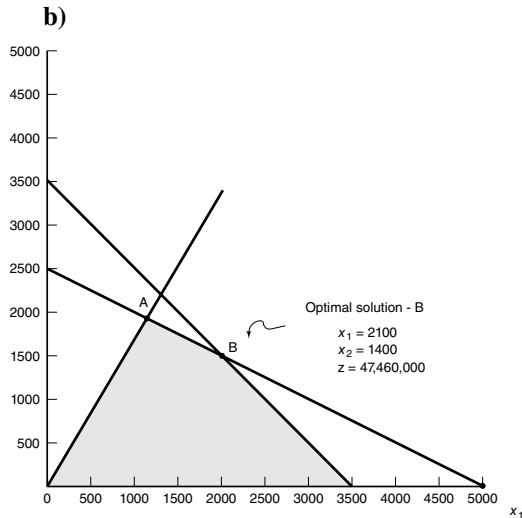 b)
5000
4500
4000
3500
3000
2500
2000
1500
1000
500
A
B
Optimal solution - B
x1 = 2100
x2 = 1400
z = 47,460,000
0 500 1000 1500 2000 2500 3000 3500 4000 4500 5000
x1